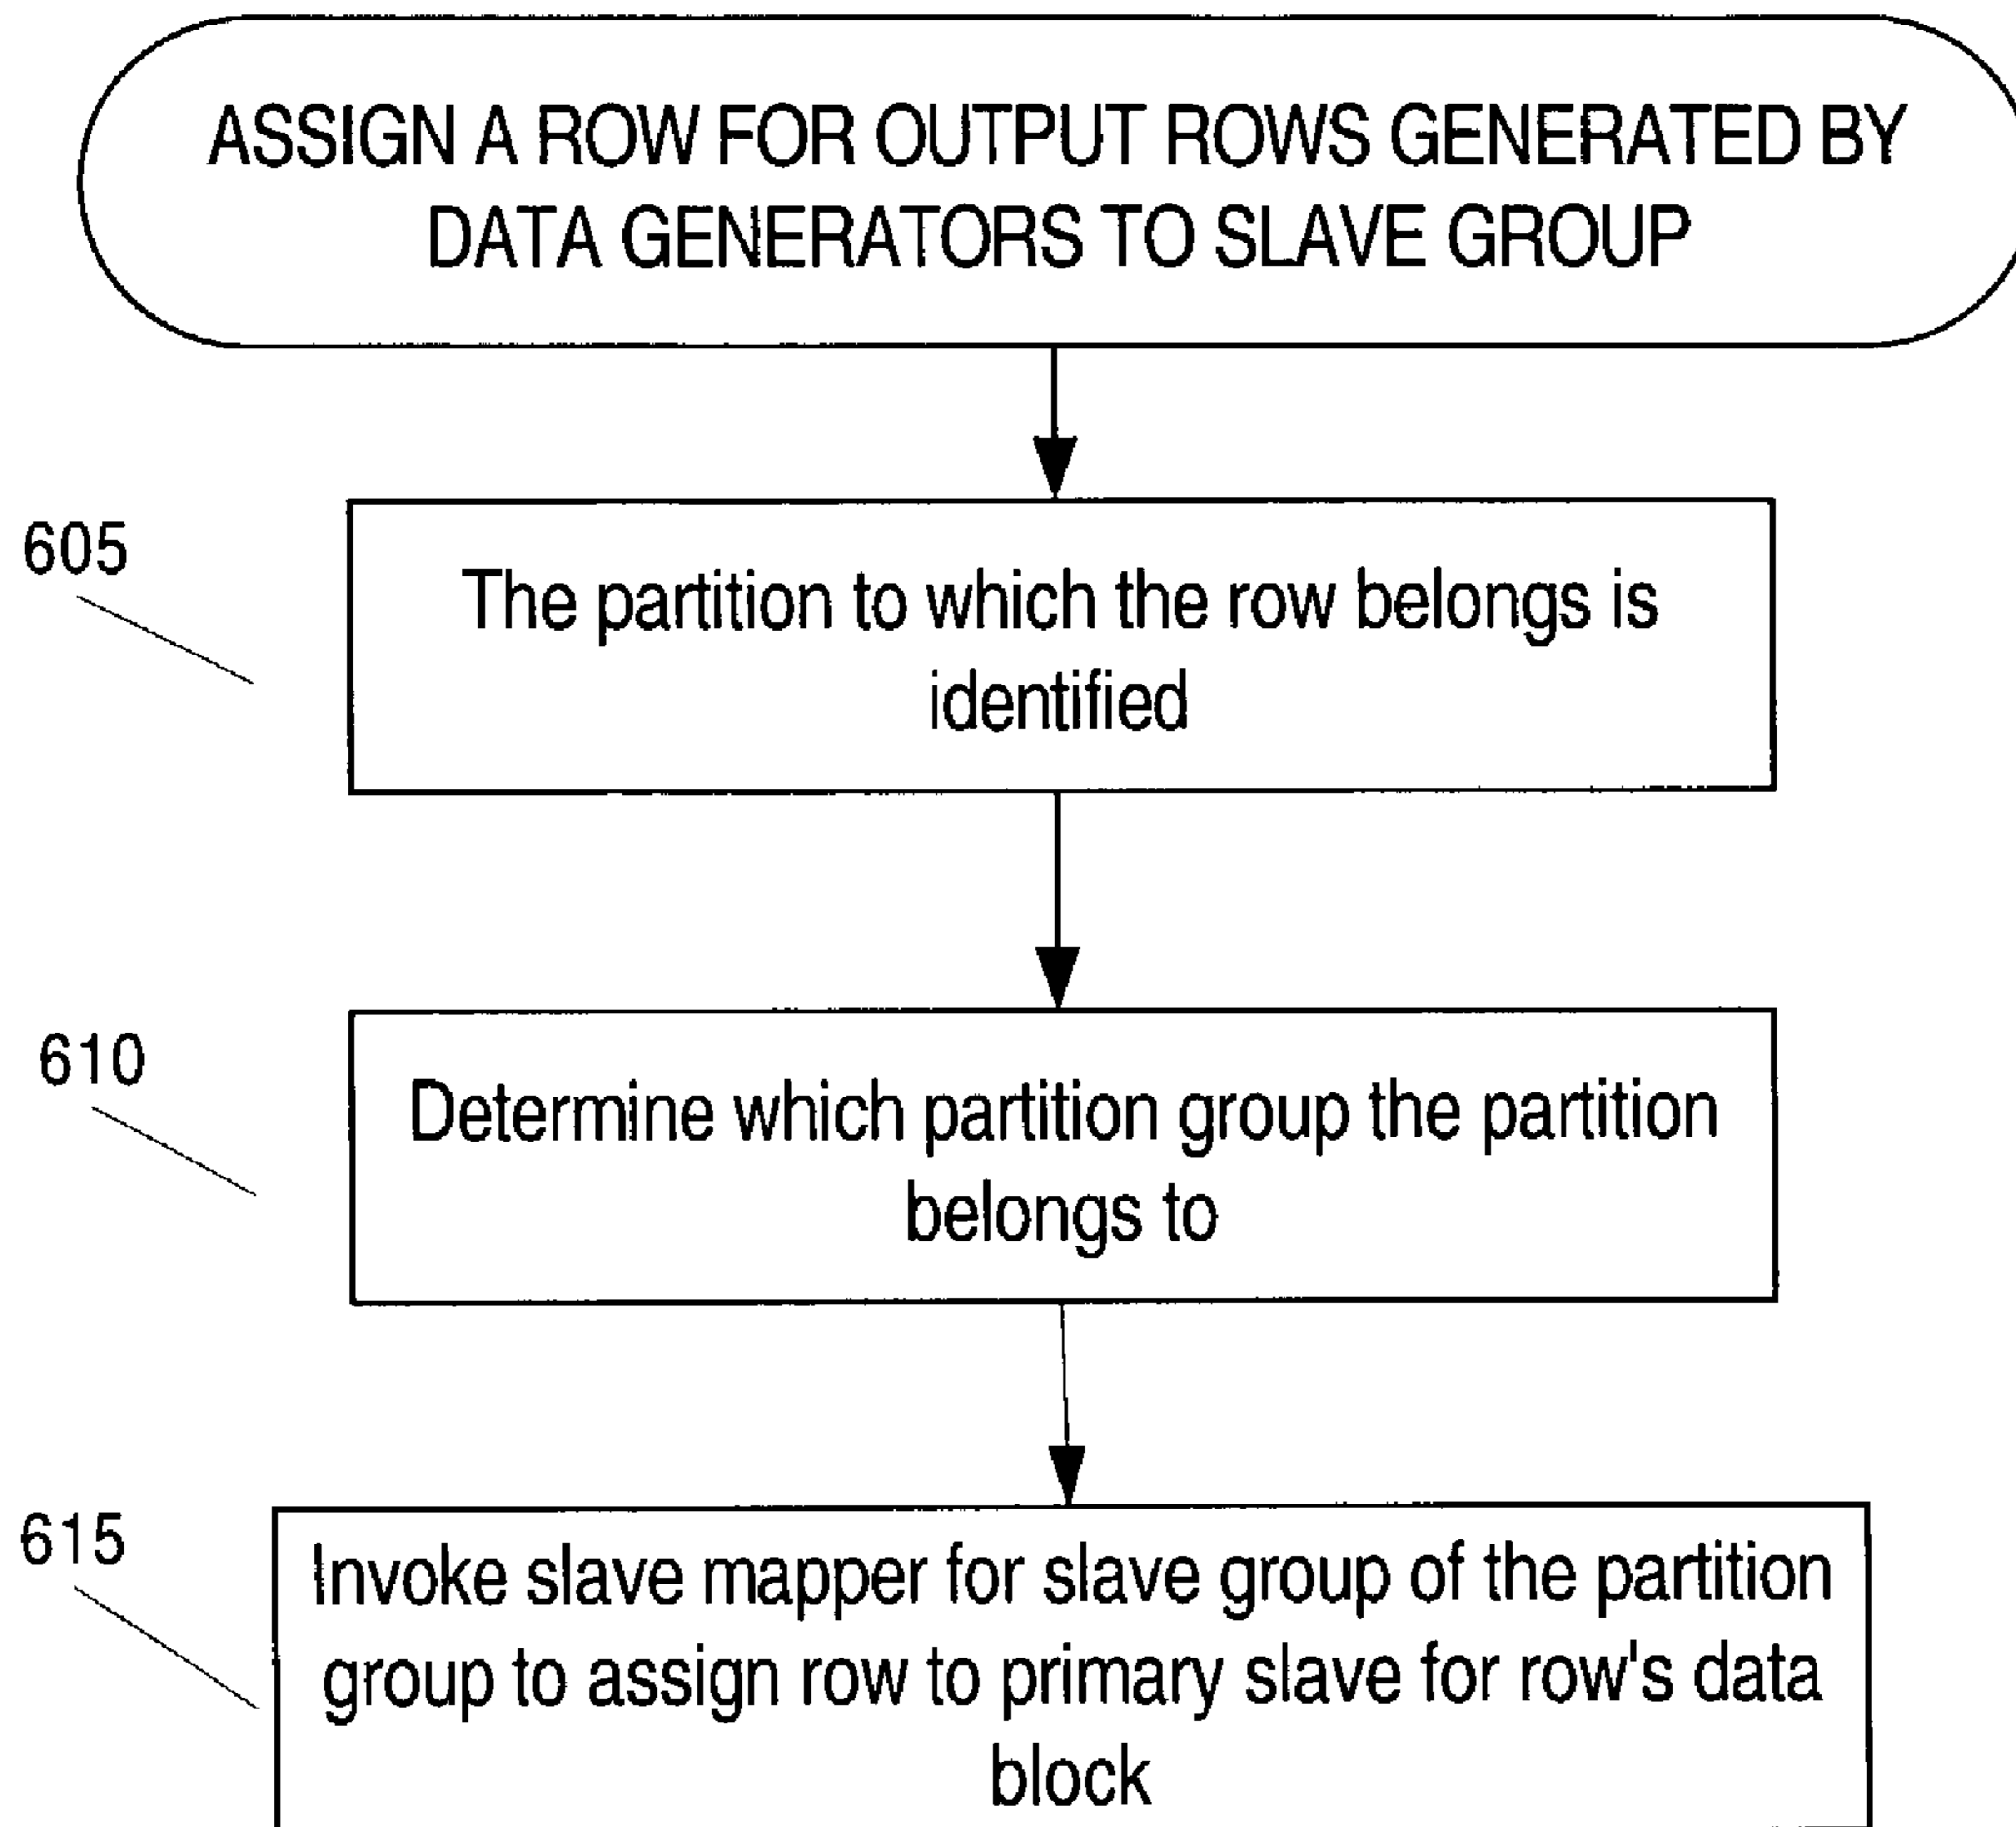 ASSIGN A ROW FOR OUTPUT ROWS GENERATED BY
DATA GENERATORS TO SLAVE GROUP
605
The partition to which the row belongs is
identified
610
Determine which partition group the partition
belongs to
615
Invoke slave mapper for slave group of the partition
group to assign row to primary slave for row's data
block